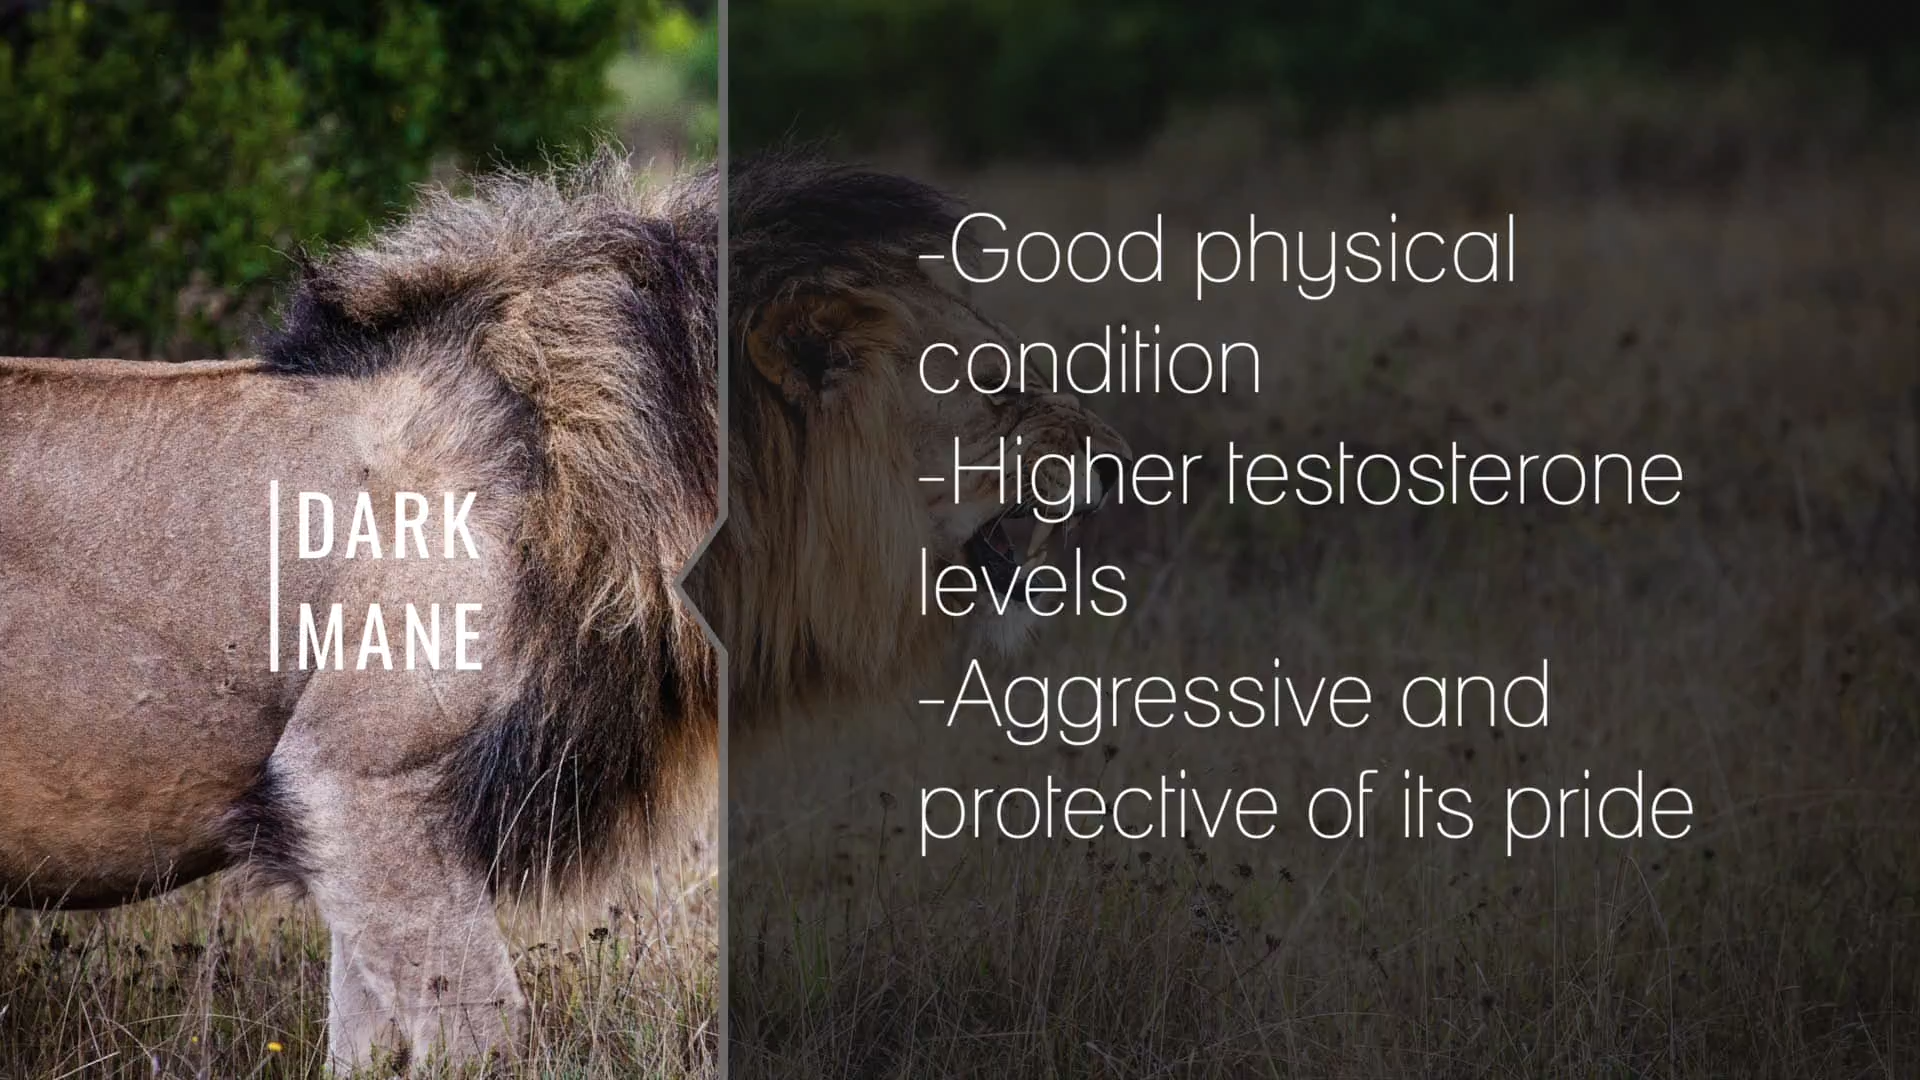 DARK
MANE
-Good physical
condition
-Higher testosterone
levels
-Aggressive and
protective of its pride